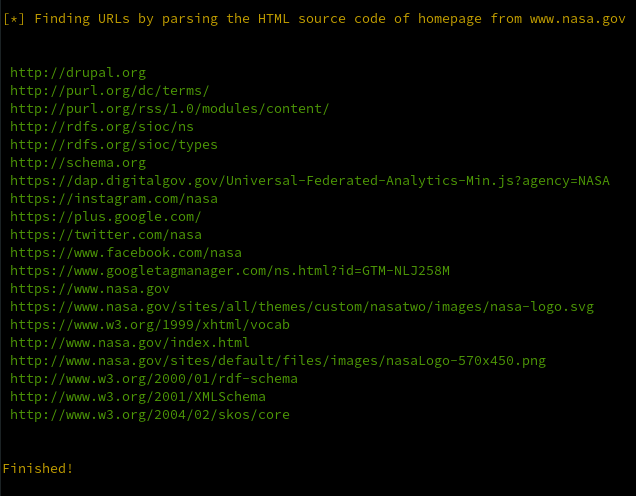 [*] Finding URLs by parsing the HTML source code of homepage from www.nasa.gov
http://drupal.org
http://purl.org/dc/terms/
http://purl.org/rss/1.0/modules/content/
http://rdfs.org/sioc/ns
http://rdfs.org/sioc/types
http://schema.org
https://dap.digitalgov.gov/Universal-Federated-Analytics-Min.js?agency=NASA
https://instagram.com/nasa
https://plus.google.com/
https://twitter.com/nasa
https://www.facebook.com/nasa
https://www.googletagmanager.com/ns.html?id=GTM-NLJ258M
https://www.nasa.gov
https://www.nasa.gov/sites/all/themes/custom/nasatwo/images/nasa-logo.svg
https://www.w3.org/1999/xhtml/vocab
http://www.nasa.gov/index.html
http://www.nasa.gov/sites/default/files/images/nasaLogo-570x450.png
http://www.w3.org/2000/01/rdf-schema
http://www.w3.org/2001/XMLSchema
http://www.w3.org/2004/02/skos/core
Finished!